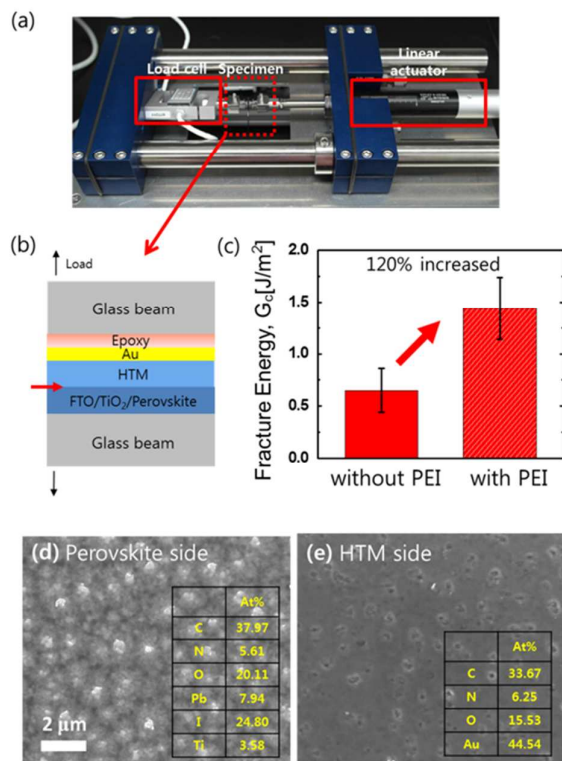 (a)
Load cell Specimen
Linear
actuator
(b)
Load
Glass beam
Epoxy
Au
HTM
FTO/TiO₂/Perovskite
Glass beam
(c)
Fracture Energy, G_c[J/m²]
2.0
1.5
1.0
0.5
0.0
120% increased
without PEI
with PEI
(d) Perovskite side
At%
C 37.97
N 5.61
O 20.11
Pb 7.94
I 24.80
Ti 3.58
2 μm
(e) HTM side
At%
C 33.67
N 6.25
O 15.53
Au 44.54